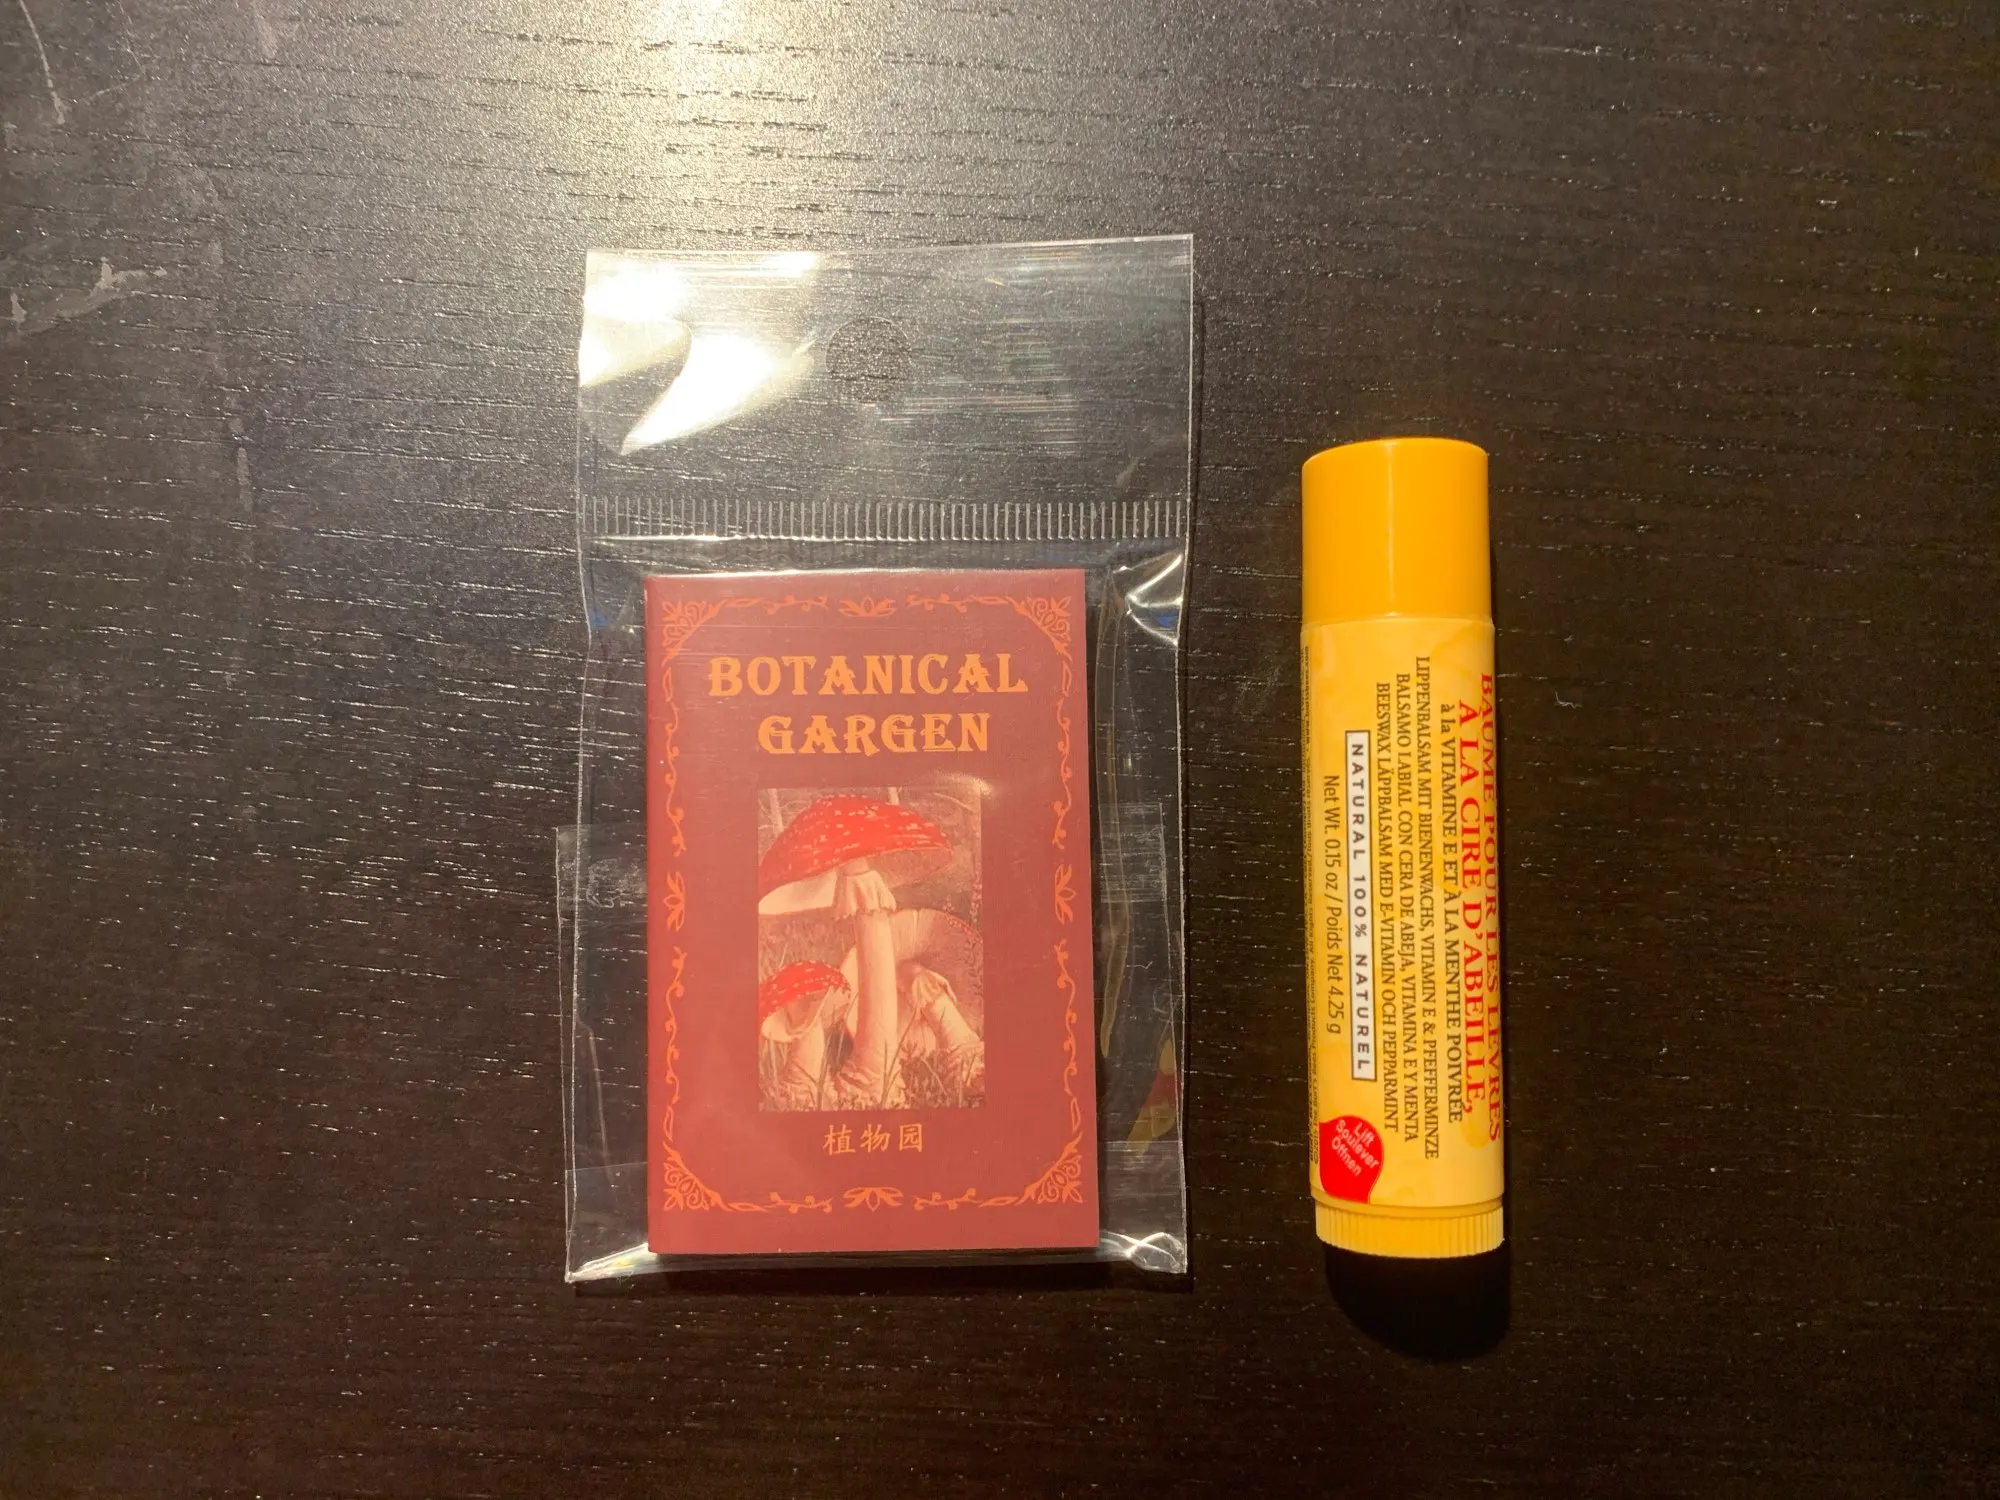 BOTANICAL
GARGEN
植物园
BAUME POUR LES LÈVRES
À LA CIRE D'ABEILLE,
à la VITAMINE E ET À LA MENTHE POIVRÉE
LIPPENBALSAM MIT BIENENWACHS, VITAMIN E & PFEFFERMINZE
BALSAMO LABIAL CON CERA DE ABEJA, VITAMINA E Y MENTA
BEESWAX LÄPPBALSAM MED E-VITAMIN OCH PEPPARMINT
NATURAL 100% NATUREL
Net Wt. 0.15 oz / Poids Net 4.25 g
Lift
Soulever
Öffnen